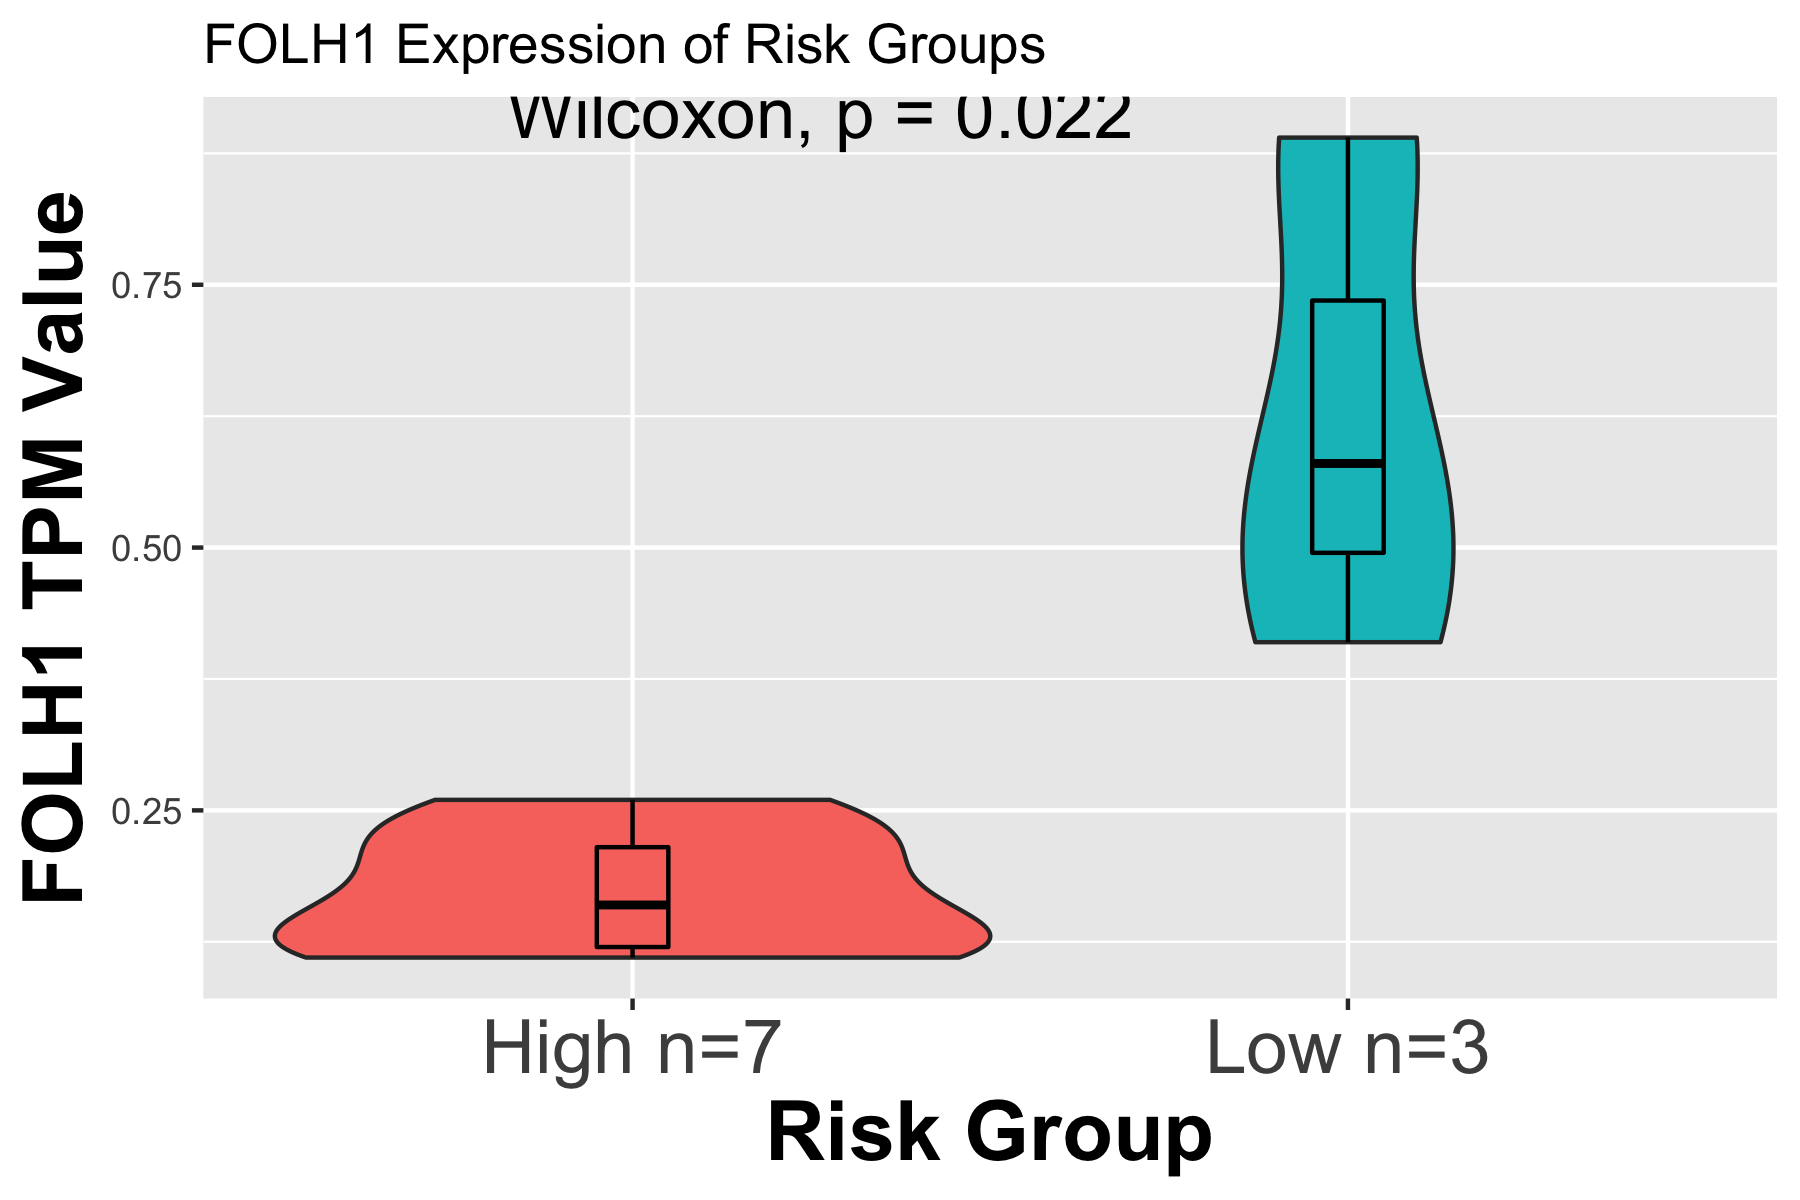 FOLH1 Expression of Risk Groups
Wilcoxon, p = 0.022
FOLH1 TPM Value
0.75
0.50
0.25
High n=7
Low n=3
Risk Group